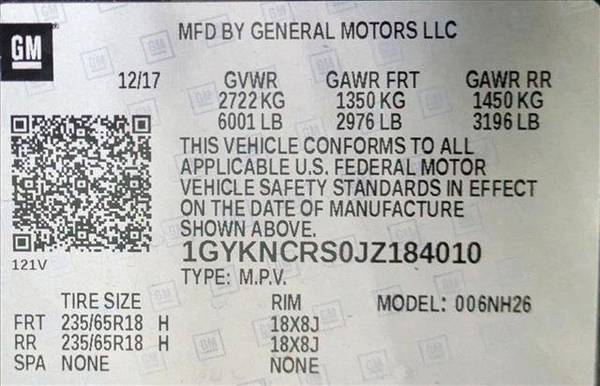 GM
MFD BY GENERAL MOTORS LLC
12/17 GVWR GAWR FRT GAWR RR
2722 KG 1350 KG 1450 KG
6001 LB 2976 LB 3196 LB
THIS VEHICLE CONFORMS TO ALL
APPLICABLE U.S. FEDERAL MOTOR
VEHICLE SAFETY STANDARDS IN EFFECT
ON THE DATE OF MANUFACTURE
SHOWN ABOVE.
1GYKNCRS0JZ184010
121V
TYPE: M.P.V.
TIRE SIZE RIM MODEL: 006NH26
FRT 235/65R18 H 18X8J
RR 235/65R18 H 18X8J
SPA NONE NONE